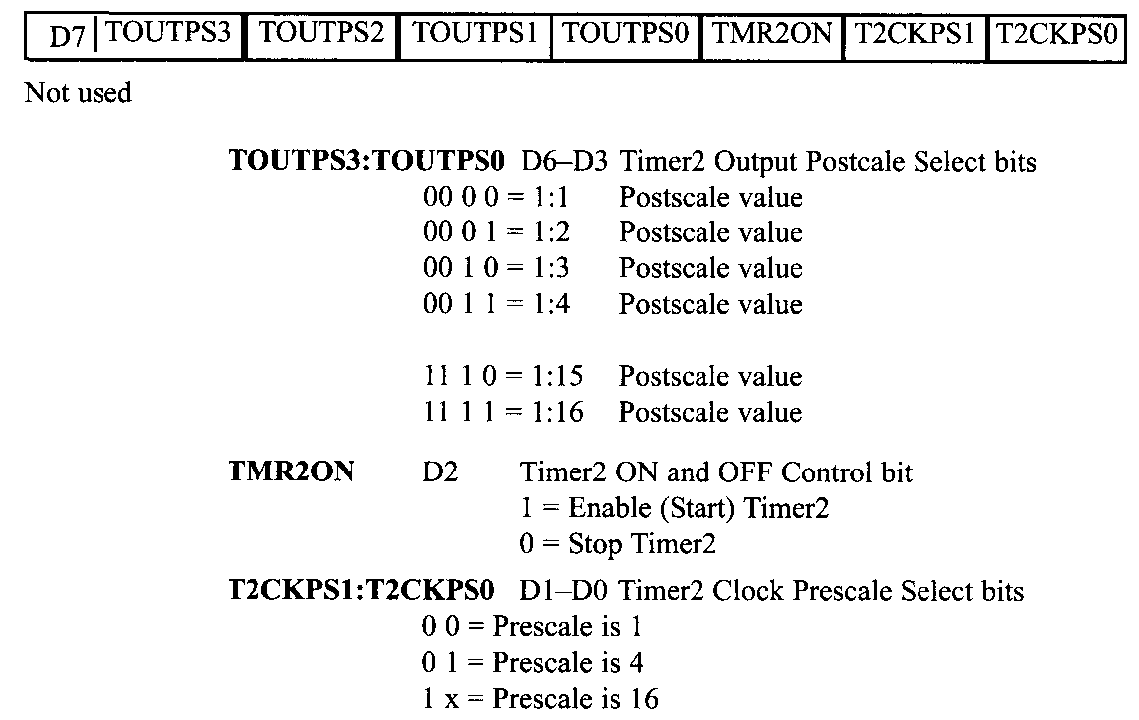 D7 TOUTPS3 TOUTPS2 TOUTPS1 TOUTPS0 TMR2ON T2CKPS1 T2CKPS0
Not used
TOUTPS3:TOUTPS0 D6–D3 Timer2 Output Postcale Select bits
00 0 0 = 1:1 Postscale value
00 0 1 = 1:2 Postscale value
00 1 0 = 1:3 Postscale value
00 1 1 = 1:4 Postscale value
11 1 0 = 1:15 Postscale value
11 1 1 = 1:16 Postscale value
TMR2ON D2 Timer2 ON and OFF Control bit
1 = Enable (Start) Timer2
0 = Stop Timer2
T2CKPS1:T2CKPS0 D1–D0 Timer2 Clock Prescale Select bits
0 0 = Prescale is 1
0 1 = Prescale is 4
1 x = Prescale is 16